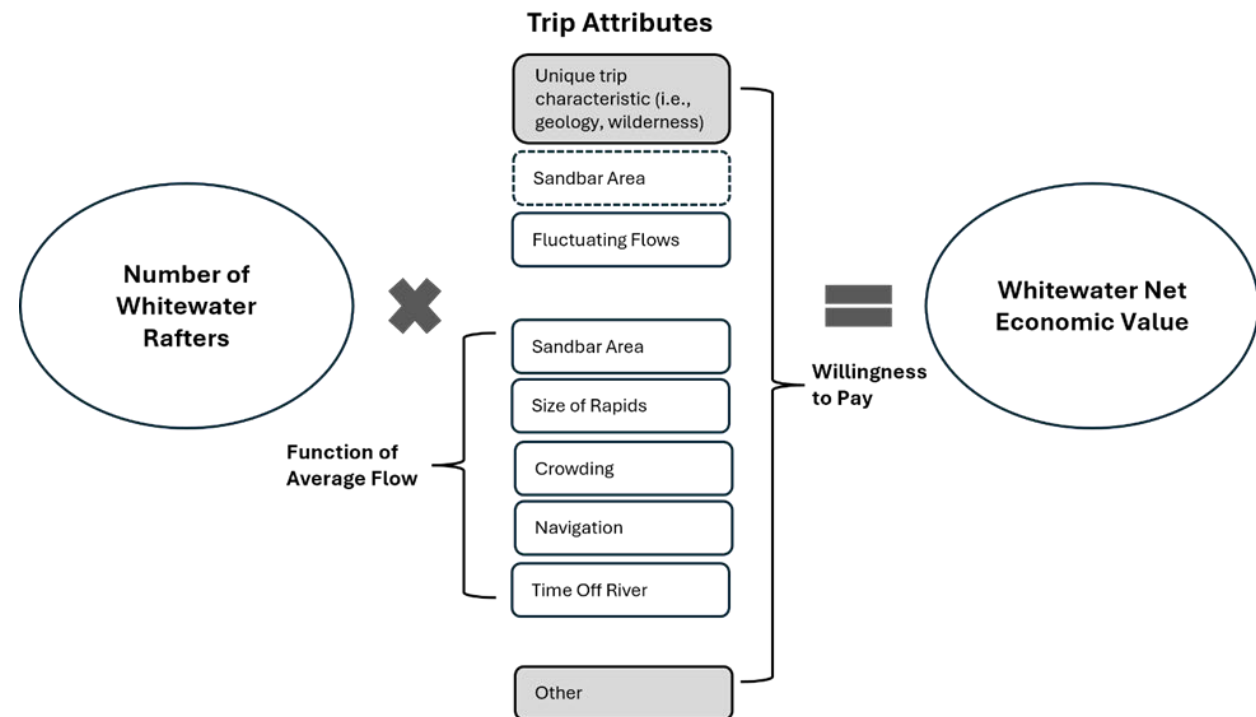 Trip Attributes
Unique trip
characteristic (i.e.,
geology, wilderness)
Sandbar Area
Fluctuating Flows
Number of
Whitewater
Rafters
Whitewater Net
Economic Value
Sandbar Area
Size of Rapids
Willingness
to Pay
Function of
Average Flow
Crowding
Navigation
Time Off River
Other